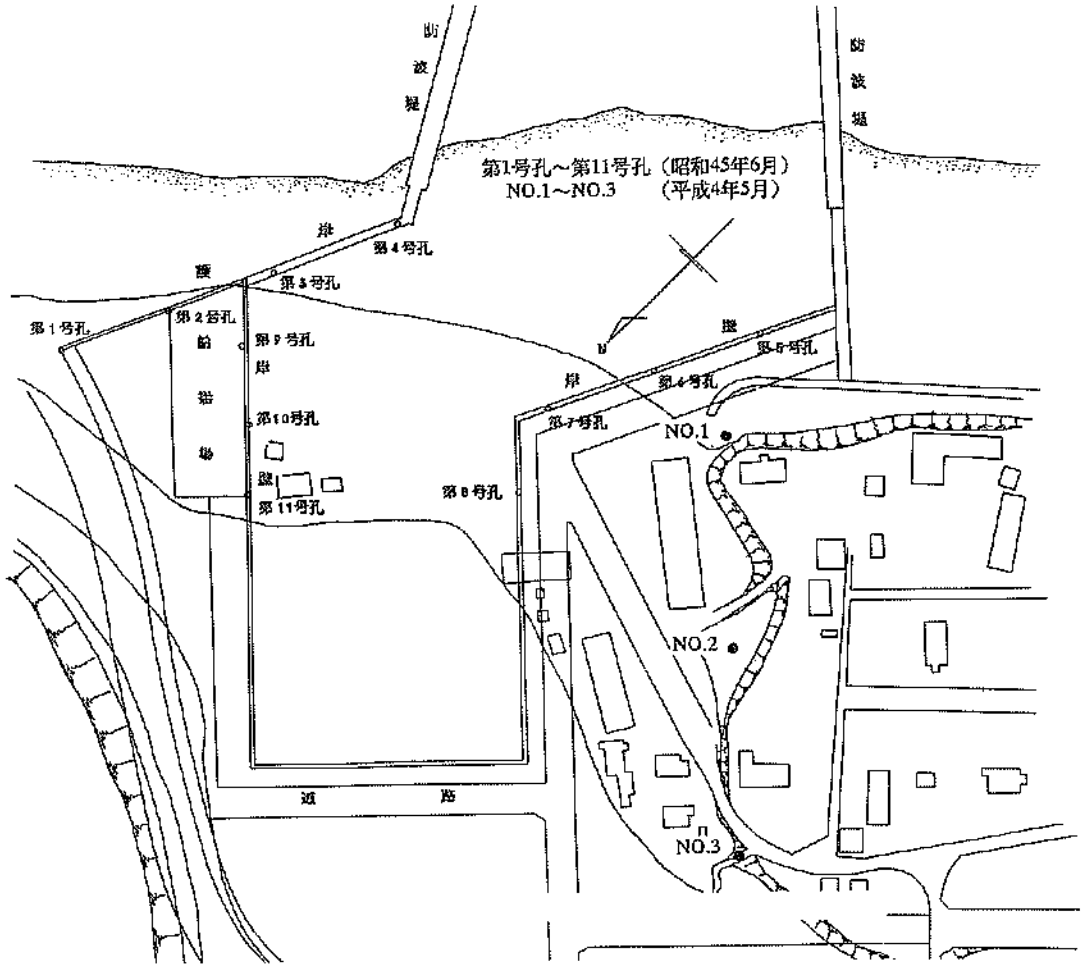 防波堤
防波堤
第1号孔～第11号孔（昭和45年6月）
NO.1～NO.3　　（平成4年5月）
岸
第4号孔
護
第3号孔
第1号孔
第2号孔
第9号孔
船揚場
岸
壁
第10号孔
第11号孔
N
壁
第5号孔
岸
第6号孔
第7号孔
NO.1
第8号孔
NO.2
道路
NO.3